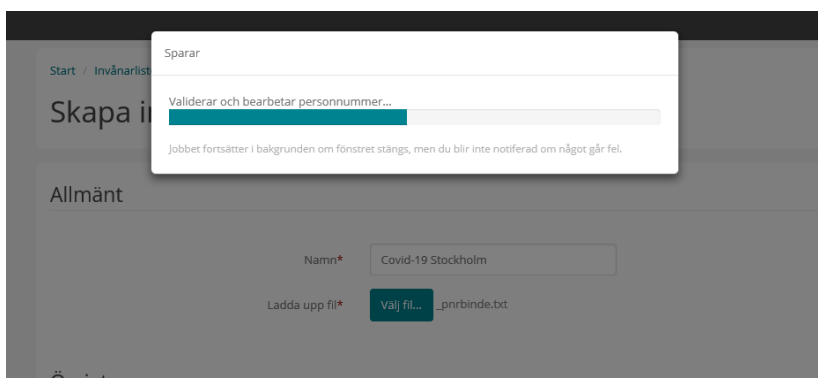 Sparar
Start / Invånarlist
Validerar och bearbetar personnummer...
Skapa i
Jobbet fortsätter i bakgrunden om fönstret stängs, men du blir inte notifierad om något går fel.
Allmänt
Namn* Covid-19 Stockholm
Ladda upp fil* Välj fil... _pnrbinde.txt